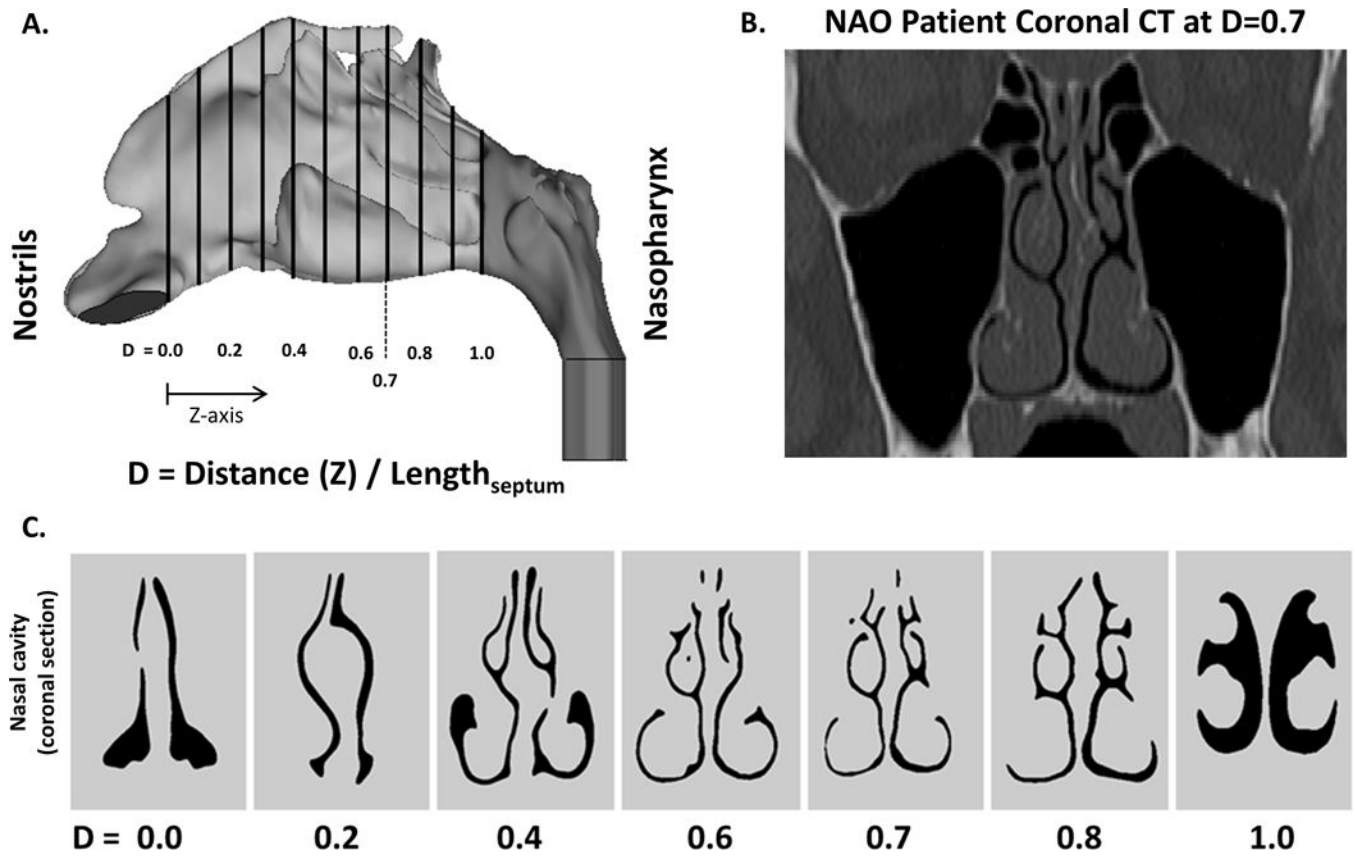 A.
B.
NAO Patient Coronal CT at D=0.7
Nostrils
Nasopharynx
D = 0.0 0.2 0.4 0.6 0.8 1.0
0.7
Z-axis
D = Distance (Z) / Length septum
C.
Nasal cavity
(coronal section)
D = 0.0 0.2 0.4 0.6 0.7 0.8 1.0